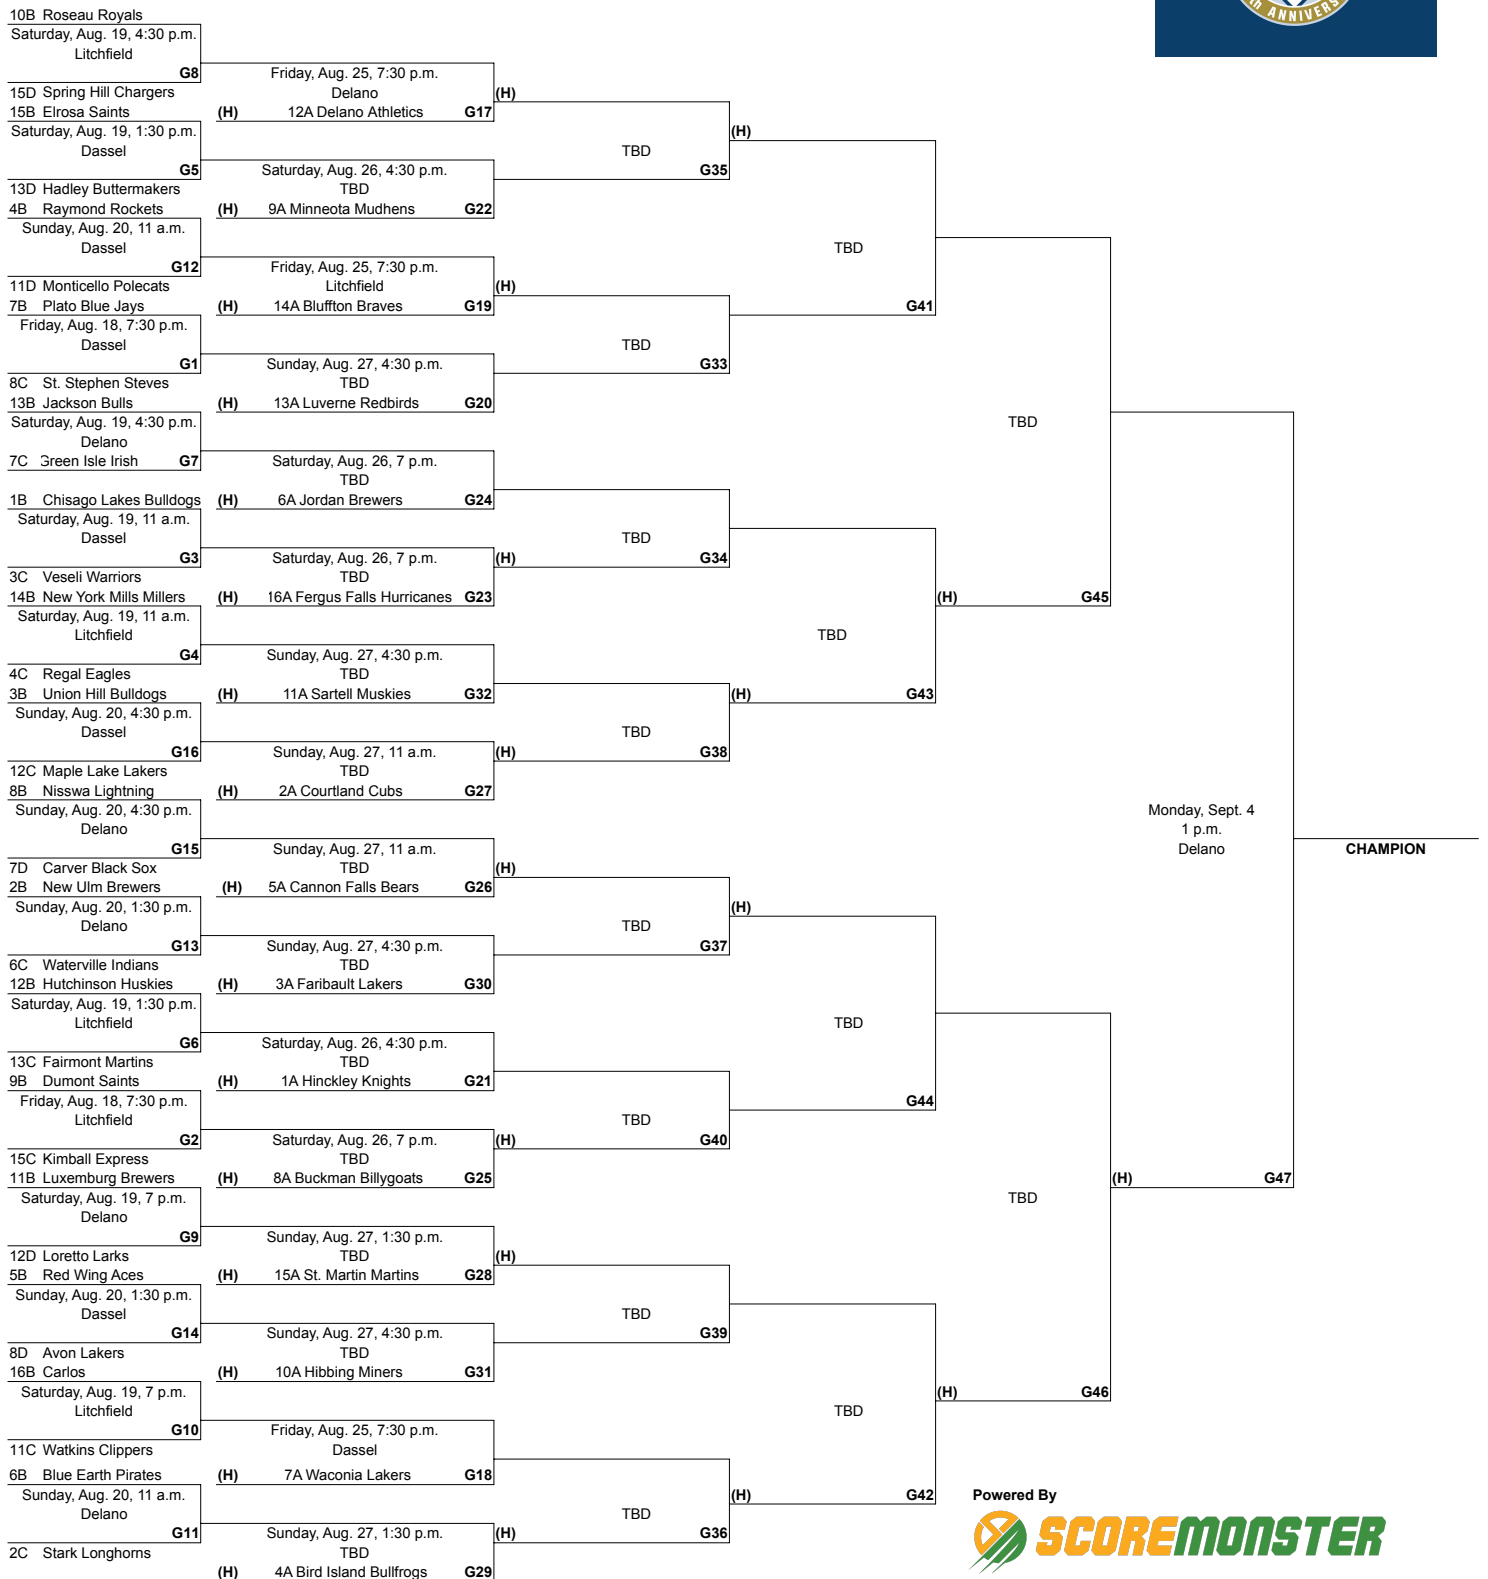 th ANNIVERS
10B Roseau Royals
Saturday, Aug. 19, 4:30 p.m.
Litchfield
G8
15D Spring Hill Chargers
15B Elrosa Saints
Saturday, Aug. 19, 1:30 p.m.
Dassel
G5
13D Hadley Buttermakers
4B Raymond Rockets
Sunday, Aug. 20, 11 a.m.
Dassel
G12
11D Monticello Polecats
7B Plato Blue Jays
Friday, Aug. 18, 7:30 p.m.
Dassel
G1
8C St. Stephen Steves
13B Jackson Bulls
Saturday, Aug. 19, 4:30 p.m.
Delano
7C Green Isle Irish G7
1B Chisago Lakes Bulldogs
Saturday, Aug. 19, 11 a.m.
Dassel
G3
3C Veseli Warriors
14B New York Mills Millers
Saturday, Aug. 19, 11 a.m.
Litchfield
G4
4C Regal Eagles
3B Union Hill Bulldogs
Sunday, Aug. 20, 4:30 p.m.
Dassel
G16
12C Maple Lake Lakers
8B Nisswa Lightning
Sunday, Aug. 20, 4:30 p.m.
Delano
G15
7D Carver Black Sox
2B New Ulm Brewers
Sunday, Aug. 20, 1:30 p.m.
Delano
G13
6C Waterville Indians
12B Hutchinson Huskies
Saturday, Aug. 19, 1:30 p.m.
Litchfield
G6
13C Fairmont Martins
9B Dumont Saints
Friday, Aug. 18, 7:30 p.m.
Litchfield
G2
15C Kimball Express
11B Luxemburg Brewers
Saturday, Aug. 19, 7 p.m.
Delano
G9
12D Loretto Larks
5B Red Wing Aces
Sunday, Aug. 20, 1:30 p.m.
Dassel
G14
8D Avon Lakers
16B Carlos
Saturday, Aug. 19, 7 p.m.
Litchfield
G10
11C Watkins Clippers
6B Blue Earth Pirates
Sunday, Aug. 20, 11 a.m.
Delano
G11
2C Stark Longhorns
Friday, Aug. 25, 7:30 p.m.
Delano
(H) 12A Delano Athletics G17
Saturday, Aug. 26, 4:30 p.m.
TBD
(H) 9A Minneota Mudhens G22
Friday, Aug. 25, 7:30 p.m.
Litchfield
(H) 14A Bluffton Braves G19
Sunday, Aug. 27, 4:30 p.m.
TBD
(H) 13A Luverne Redbirds G20
Saturday, Aug. 26, 7 p.m.
TBD
(H) 6A Jordan Brewers G24
Saturday, Aug. 26, 7 p.m.
TBD
(H) 16A Fergus Falls Hurricanes G23
Sunday, Aug. 27, 4:30 p.m.
TBD
(H) 11A Sartell Muskies G32
Sunday, Aug. 27, 11 a.m.
TBD
(H) 2A Courtland Cubs G27
Sunday, Aug. 27, 11 a.m.
TBD
(H) 5A Cannon Falls Bears G26
Sunday, Aug. 27, 4:30 p.m.
TBD
(H) 3A Faribault Lakers G30
Saturday, Aug. 26, 4:30 p.m.
TBD
(H) 1A Hinckley Knights G21
Saturday, Aug. 26, 7 p.m.
TBD
(H) 8A Buckman Billygoats G25
Sunday, Aug. 27, 1:30 p.m.
TBD
(H) 15A St. Martin Martins G28
Sunday, Aug. 27, 4:30 p.m.
TBD
(H) 10A Hibbing Miners G31
Friday, Aug. 25, 7:30 p.m.
Dassel
(H) 7A Waconia Lakers G18
Sunday, Aug. 27, 1:30 p.m.
TBD
(H) 4A Bird Island Bullfrogs G29
(H)
TBD
G35
(H)
TBD
G33
TBD
(H) G34
TBD
(H) G38
(H)
TBD
G37
TBD
(H) G40
(H)
TBD
G39
TBD
(H) G36
(H)
TBD
G41
TBD
(H) G43
(H)
TBD
G44
TBD
(H) G42
TBD
(H) G45
TBD
(H) G46
Monday, Sept. 4
1 p.m.
Delano
(H) G47
CHAMPION
Powered By
SCOREMONSTER